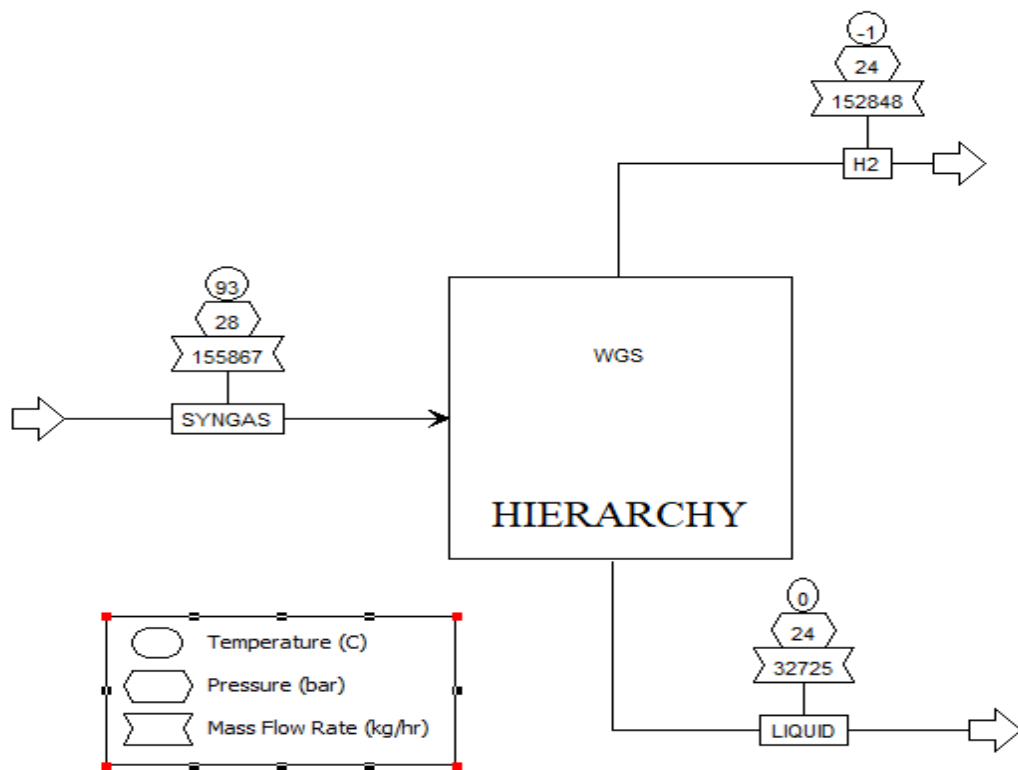 -1
24
152848
H2
93
28
155867
SYNGAS
WGS
HIERARCHY
0
24
32725
LIQUID
Temperature (C)
Pressure (bar)
Mass Flow Rate (kg/hr)